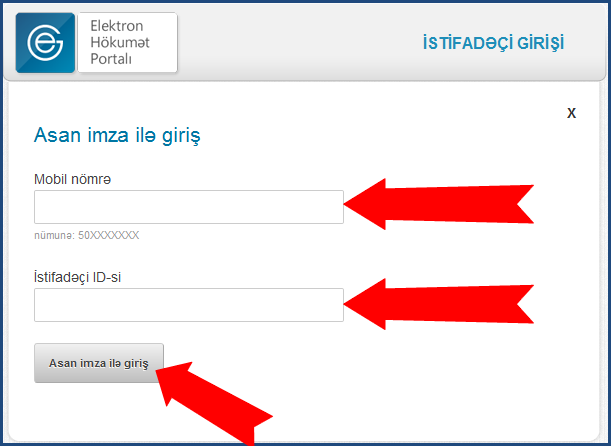 Elektron
Hökumət
Portalı
İSTİFADƏÇİ GİRİŞİ
X
Asan imza ilə giriş
Mobil nömrə
nümunə: 50XXXXXXX
İstifadəçi ID-si
Asan imza ilə giriş